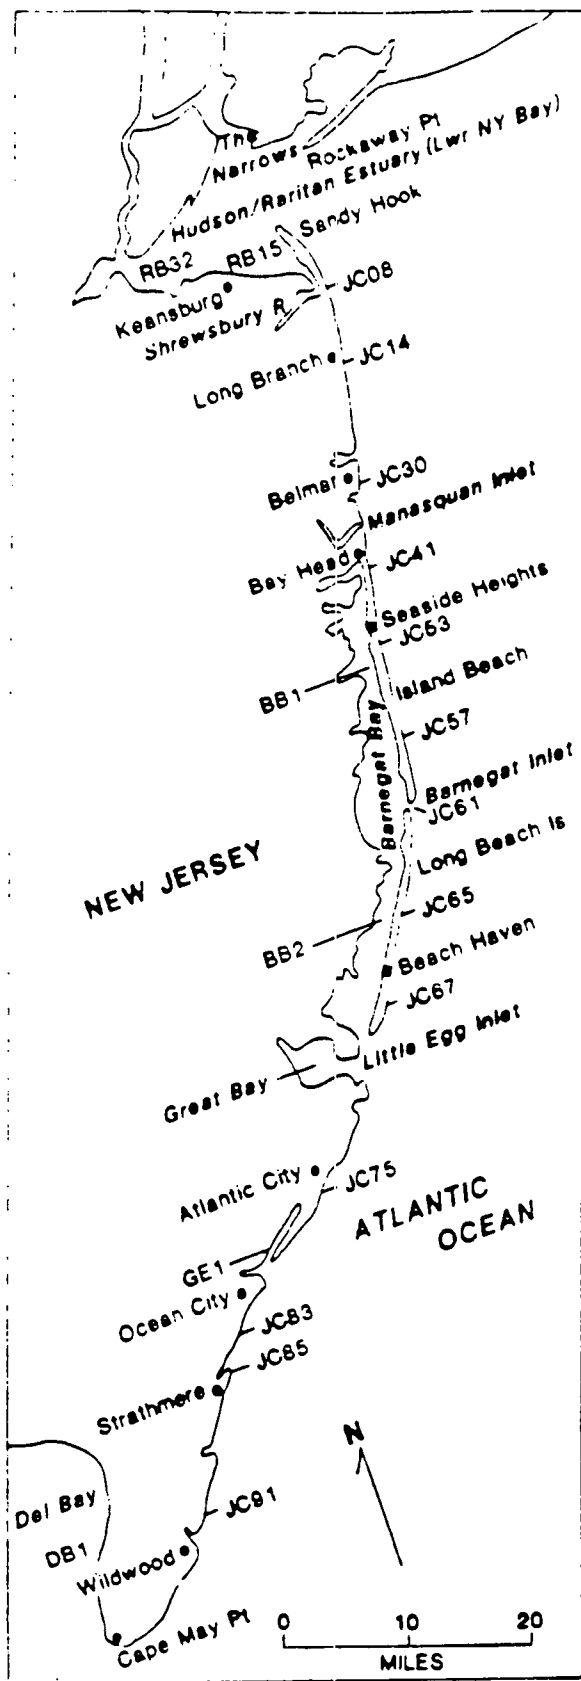 The
Narrows
Rockaway Pt
Hudson/Raritan Estuary (Lwr NY Bay)
Sandy Hook
RB32
RB15
JC08
Keansburg
Shrewsbury R.
Long Branch
JC14
Belmar
JC30
Manasquan Inlet
Bay Head
JC41
Seaside Heights
JC53
BB1
Island Beach
JC57
Barnegat Bay
Barnegat Inlet
JC61
NEW JERSEY
Long Beach Is
JC65
BB2
Beach Haven
JC67
Little Egg Inlet
Great Bay
Atlantic City
JC75
ATLANTIC
OCEAN
GE1
Ocean City
JC83
JC85
Strathmere
N
Del Bay
JC91
DB1
Wildwood
Cape May Pt
0 10 20
MILES